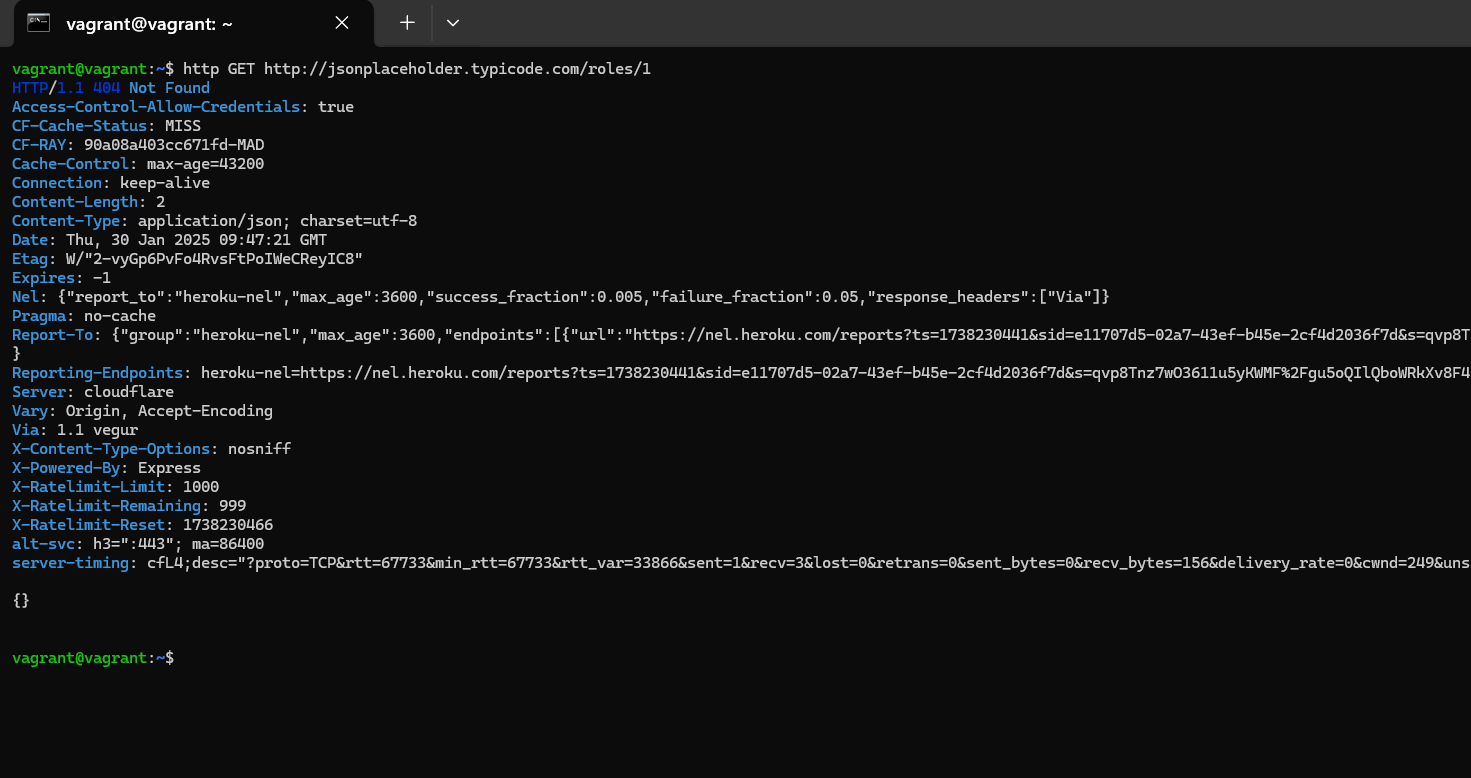 vagrant@vagrant: ~
vagrant@vagrant:~$ http GET http://jsonplaceholder.typicode.com/roles/1
HTTP/1.1 404 Not Found
Access-Control-Allow-Credentials: true
CF-Cache-Status: MISS
CF-RAY: 90a08a403cc671fd-MAD
Cache-Control: max-age=43200
Connection: keep-alive
Content-Length: 2
Content-Type: application/json; charset=utf-8
Date: Thu, 30 Jan 2025 09:47:21 GMT
Etag: W/"2-vyGp6PvFo4RvsFtPoIWeCReyIC8"
Expires: -1
Nel: {"report_to":"heroku-nel","max_age":3600,"success_fraction":0.005,"failure_fraction":0.05,"response_headers":["Via"]}
Pragma: no-cache
Report-To: {"group":"heroku-nel","max_age":3600,"endpoints":[{"url":"https://nel.heroku.com/reports?ts=1738230441&sid=e11707d5-02a7-43ef-b45e-2cf4d2036f7d&s=qvp8T
}
Reporting-Endpoints: heroku-nel=https://nel.heroku.com/reports?ts=1738230441&sid=e11707d5-02a7-43ef-b45e-2cf4d2036f7d&s=qvp8Tnz7wO3611u5yKWMF%2Fgu5oQIlQboWRkXv8F4
Server: cloudflare
Vary: Origin, Accept-Encoding
Via: 1.1 vegur
X-Content-Type-Options: nosniff
X-Powered-By: Express
X-Ratelimit-Limit: 1000
X-Ratelimit-Remaining: 999
X-Ratelimit-Reset: 1738230466
alt-svc: h3=":443"; ma=86400
server-timing: cfL4;desc="?proto=TCP&rtt=67733&min_rtt=67733&rtt_var=33866&sent=1&recv=3&lost=0&retrans=0&sent_bytes=0&recv_bytes=156&delivery_rate=0&cwnd=249&uns
{}
vagrant@vagrant:~$